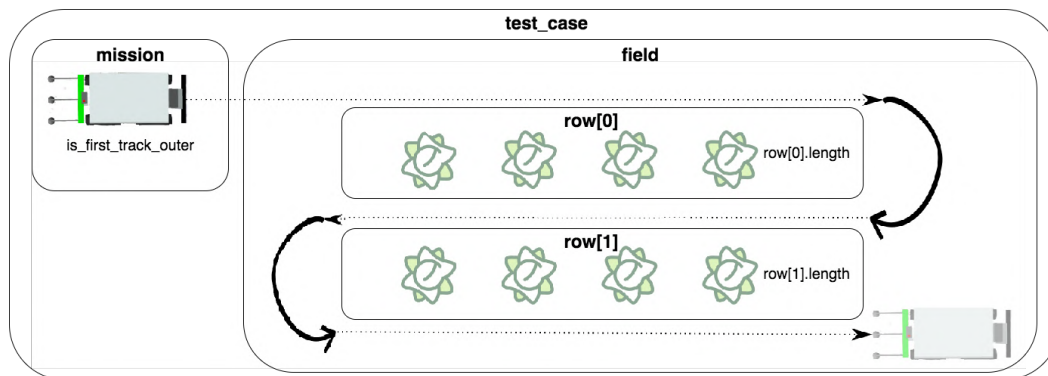 test_case
mission
field
is_first_track_outer
row[0]
row[0].length
row[1]
row[1].length